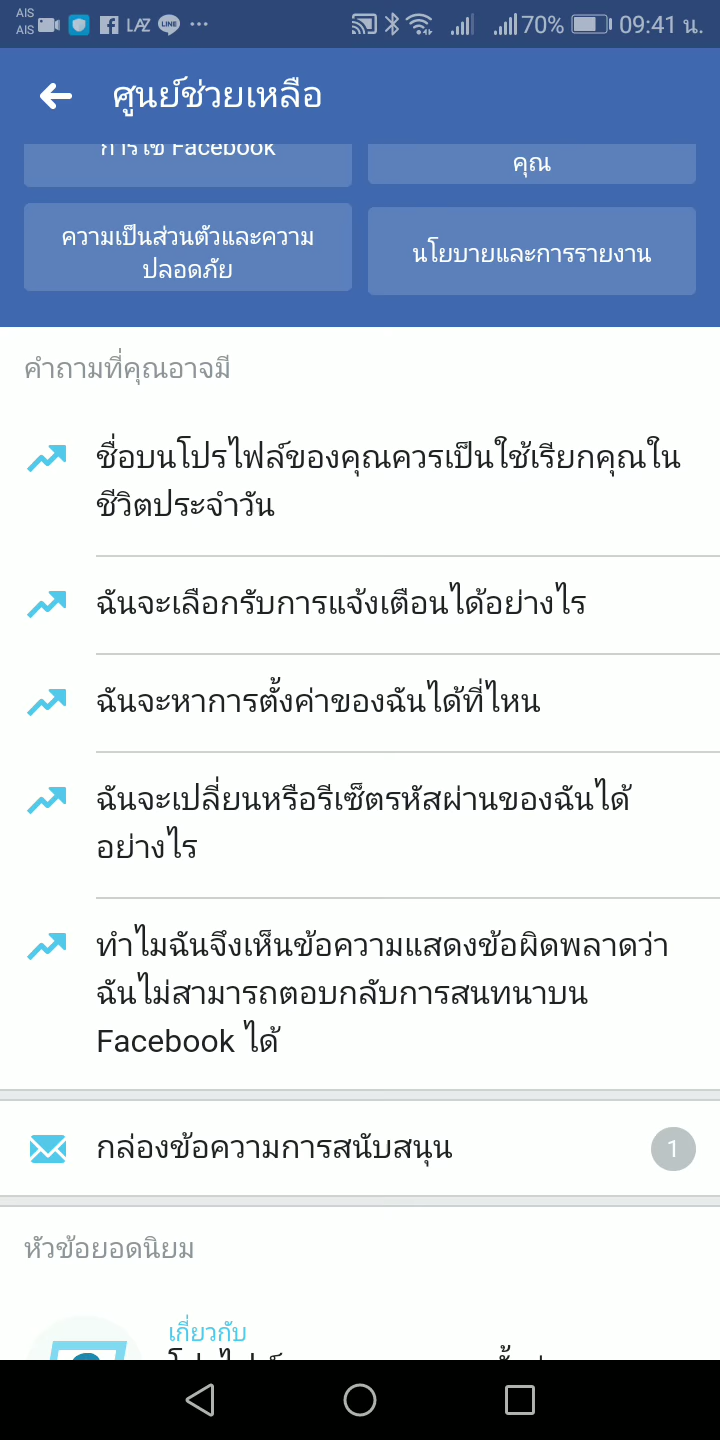 AIS
AIS
LAZ
LINE
70%
09:41 น.
ศูนย์ช่วยเหลือ
การใช้ Facebook
คุณ
ความเป็นส่วนตัวและความ
ปลอดภัย
นโยบายและการรายงาน
คำถามที่คุณอาจมี
ชื่อบนโปรไฟล์ของคุณควรเป็นใช้เรียกคุณใน
ชีวิตประจำวัน
ฉันจะเลือกรับการแจ้งเตือนได้อย่างไร
ฉันจะหาการตั้งค่าของฉันได้ที่ไหน
ฉันจะเปลี่ยนหรือรีเซ็ตรหัสผ่านของฉันได้
อย่างไร
ทำไมฉันจึงเห็นข้อความแสดงข้อผิดพลาดว่า
ฉันไม่สามารถตอบกลับการสนทนาบน
Facebook ได้
กล่องข้อความการสนับสนุน
1
หัวข้อยอดนิยม
เกี่ยวกับ